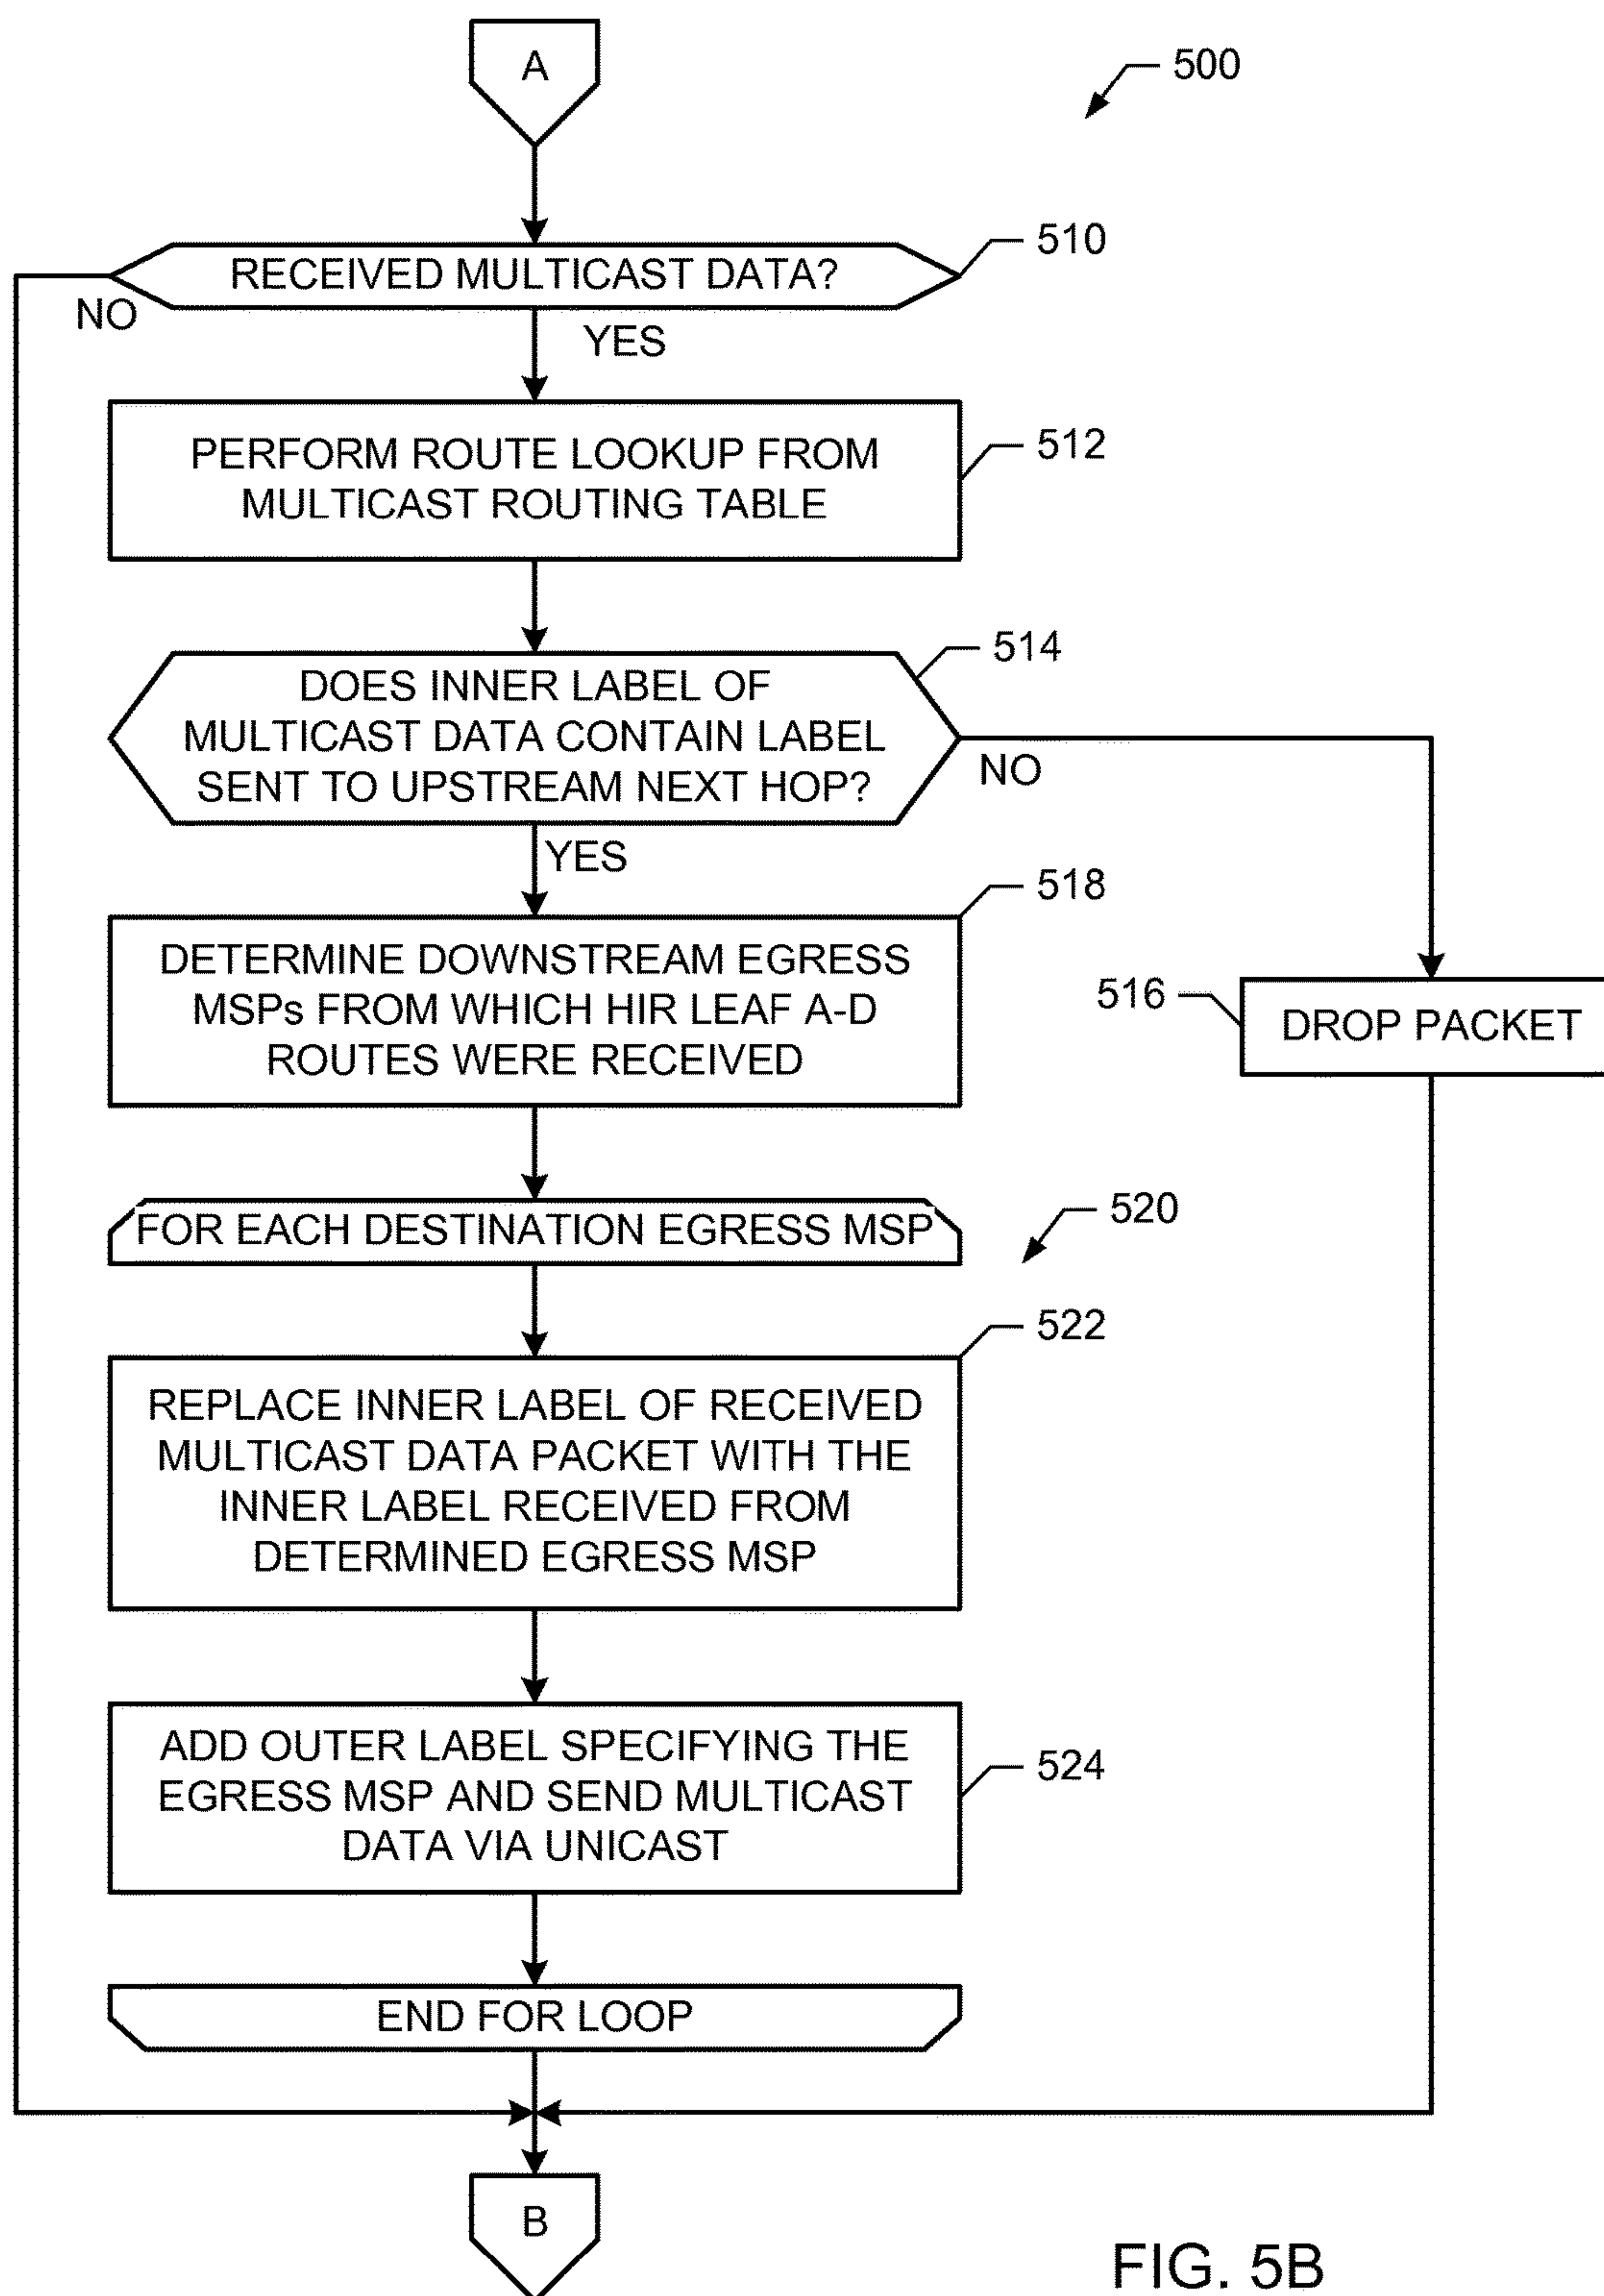 A
500
RECEIVED MULTICAST DATA?
510
NO
YES
PERFORM ROUTE LOOKUP FROM
MULTICAST ROUTING TABLE
512
DOES INNER LABEL OF
MULTICAST DATA CONTAIN LABEL
SENT TO UPSTREAM NEXT HOP?
514
NO
YES
DETERMINE DOWNSTREAM EGRESS
MSPs FROM WHICH HIR LEAF A-D
ROUTES WERE RECEIVED
518
516
DROP PACKET
FOR EACH DESTINATION EGRESS MSP
520
REPLACE INNER LABEL OF RECEIVED
MULTICAST DATA PACKET WITH THE
INNER LABEL RECEIVED FROM
DETERMINED EGRESS MSP
522
ADD OUTER LABEL SPECIFYING THE
EGRESS MSP AND SEND MULTICAST
DATA VIA UNICAST
524
END FOR LOOP
B
FIG. 5B